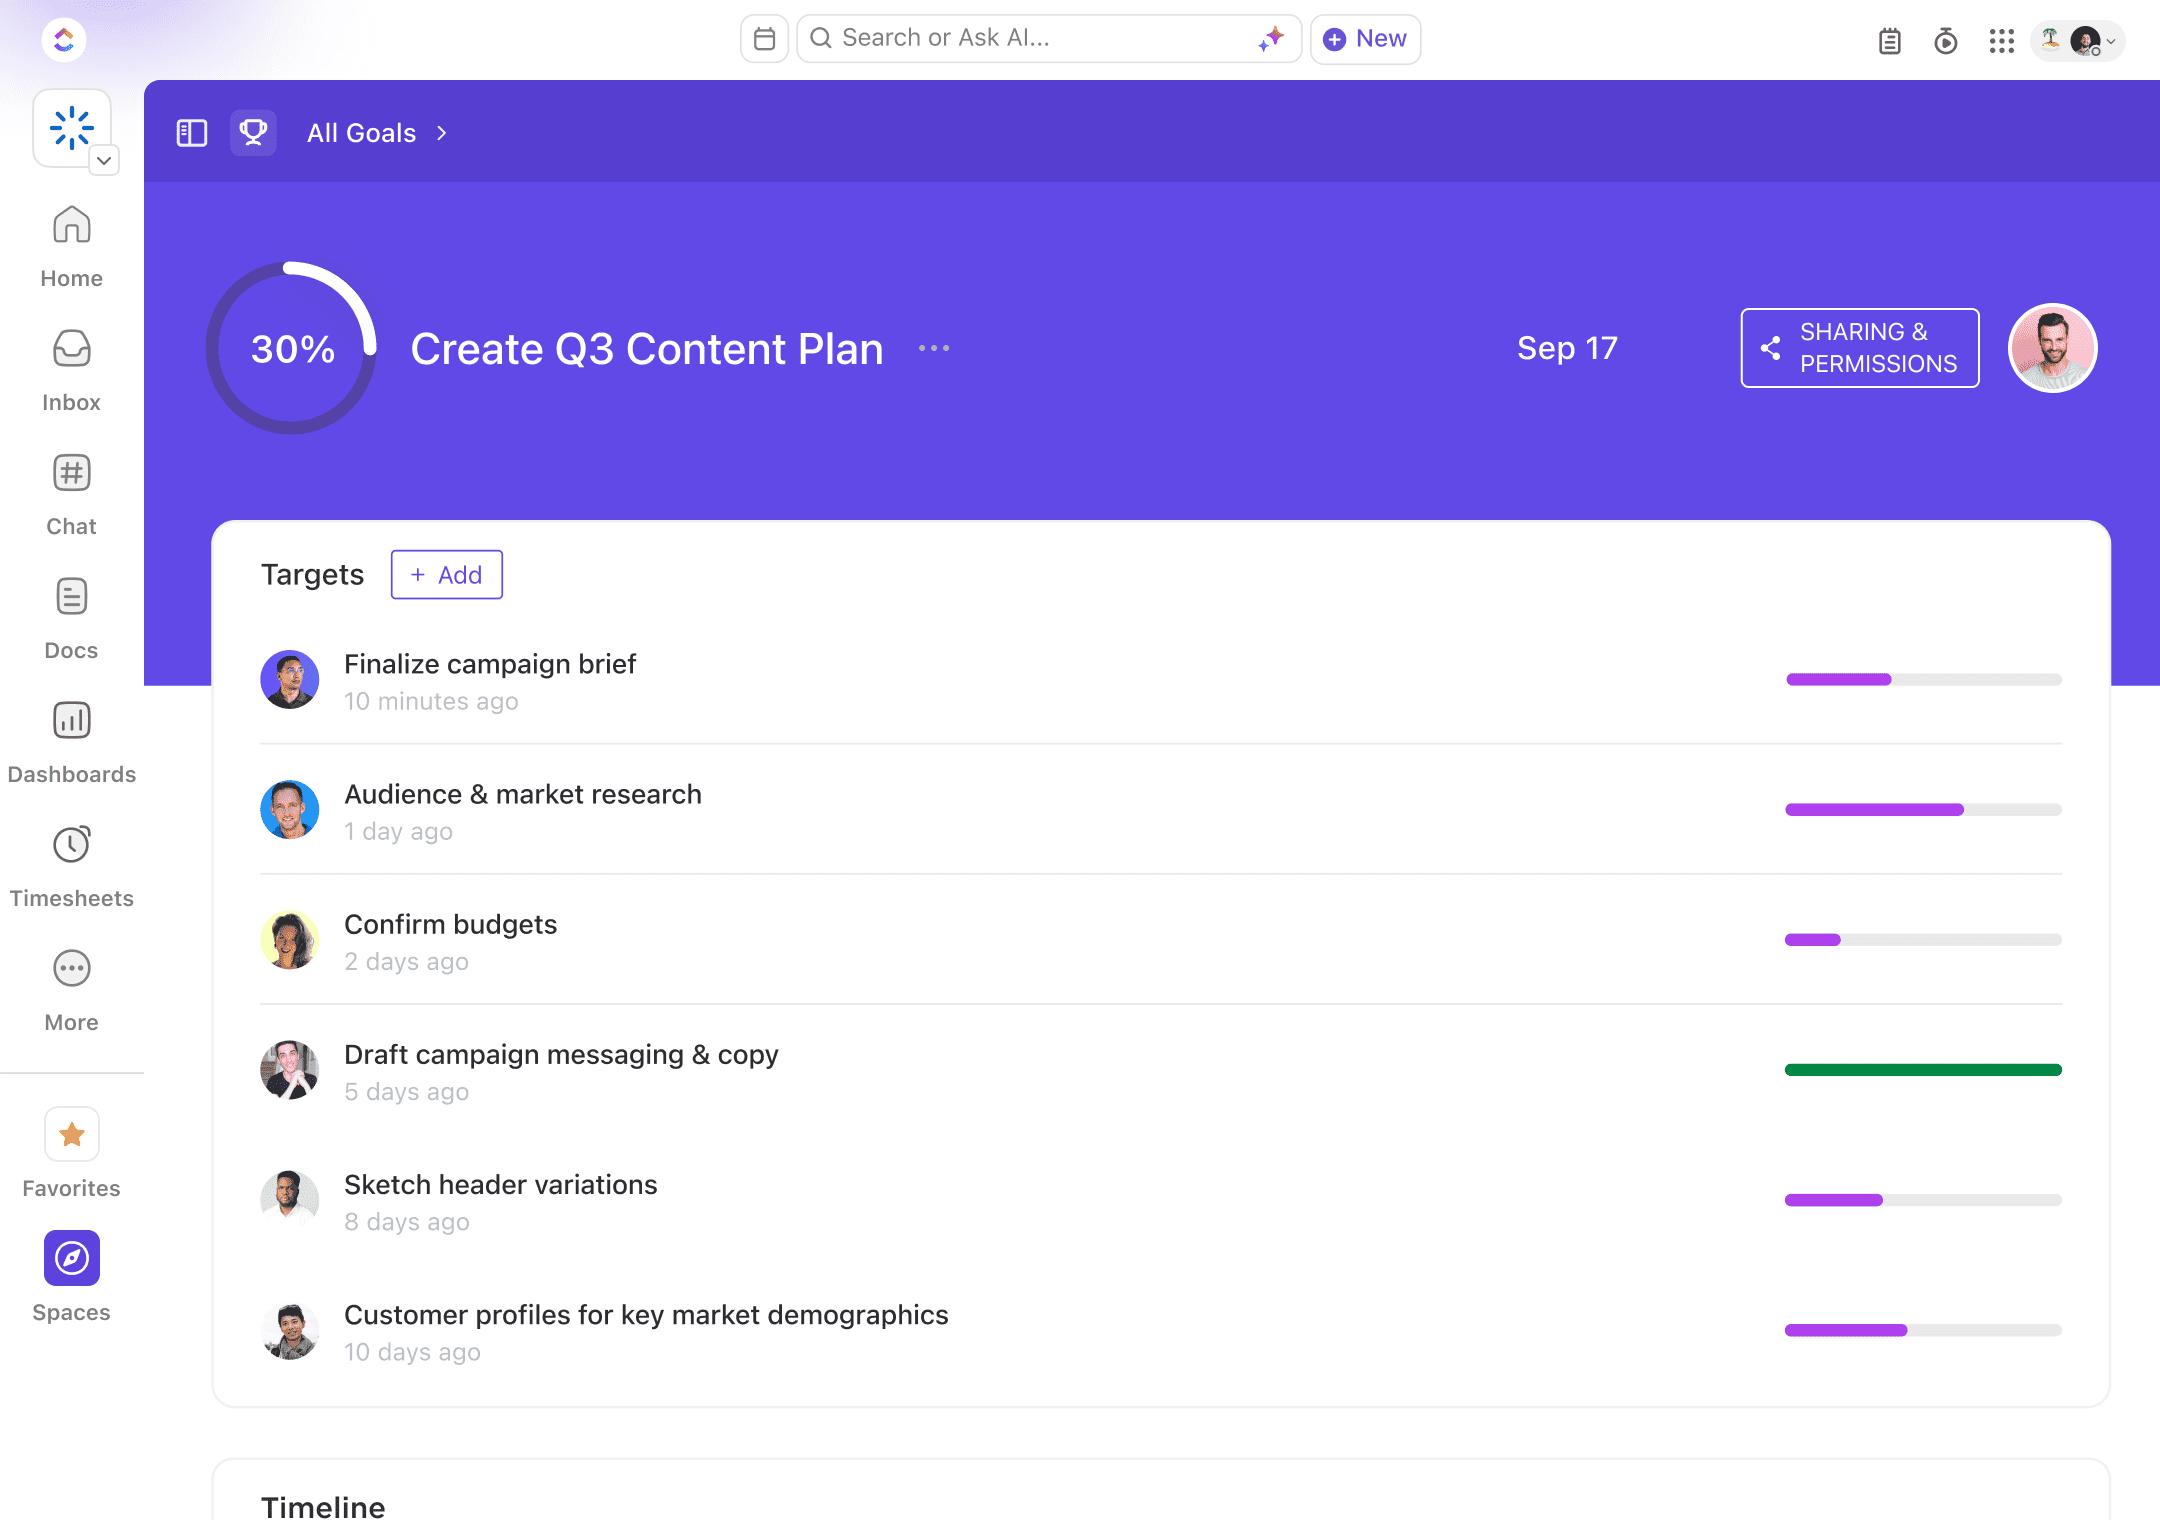 Search or Ask AI...
New
All Goals
Home
Inbox
Chat
Docs
Dashboards
Timesheets
More
Favorites
Spaces
30%
Create Q3 Content Plan
Sep 17
SHARING &
PERMISSIONS
Targets
+ Add
Finalize campaign brief
10 minutes ago
Audience & market research
1 day ago
Confirm budgets
2 days ago
Draft campaign messaging & copy
5 days ago
Sketch header variations
8 days ago
Customer profiles for key market demographics
10 days ago
Timeline